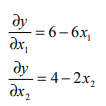 ∂y/∂x₁ = 6 – 6x₁
∂y/∂x₂ = 4 – 2x₂